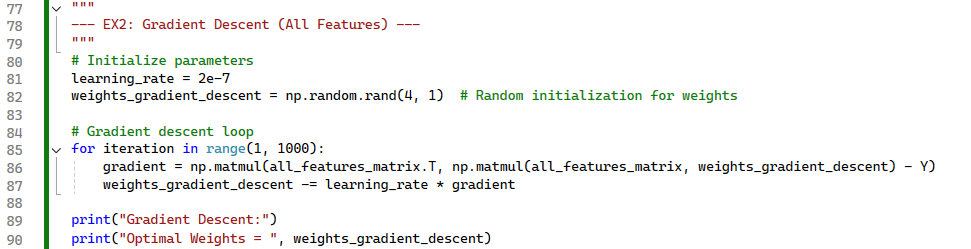 77 """
78 --- EX2: Gradient Descent (All Features) ---
79 """
80 # Initialize parameters
81 learning_rate = 2e-7
82 weights_gradient_descent = np.random.rand(4, 1)  # Random initialization for weights
83
84 # Gradient descent loop
85 for iteration in range(1, 1000):
86     gradient = np.matmul(all_features_matrix.T, np.matmul(all_features_matrix, weights_gradient_descent) - Y)
87     weights_gradient_descent -= learning_rate * gradient
88
89 print("Gradient Descent:")
90 print("Optimal Weights = ", weights_gradient_descent)